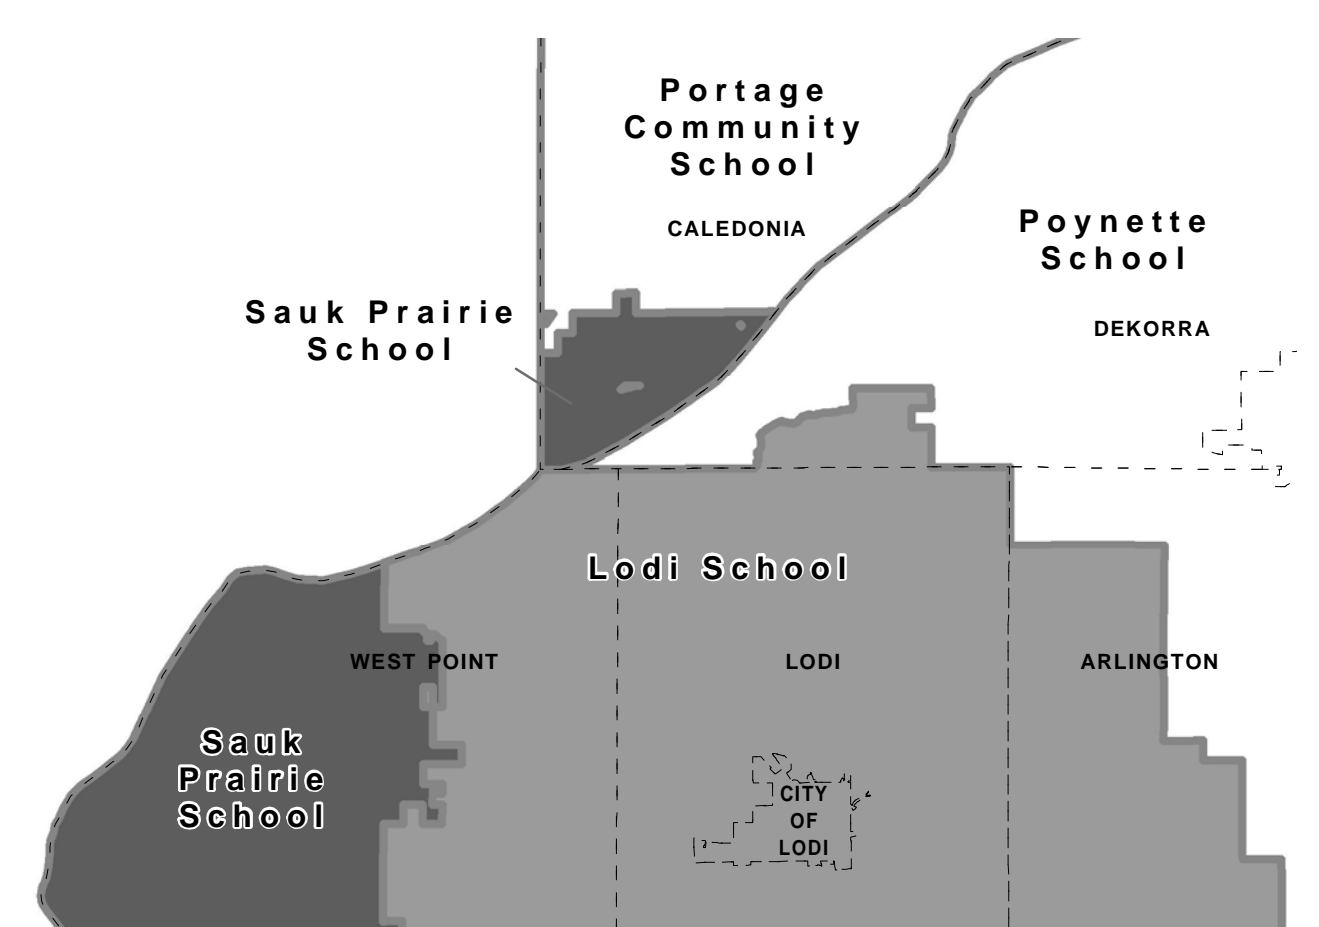 Portage
Community
School
CALEDONIA
Poynette
School
DEKORRA
Sauk Prairie
School
Lodi School
WEST POINT
LODI
ARLINGTON
Sauk
Prairie
School
CITY
OF
LODI